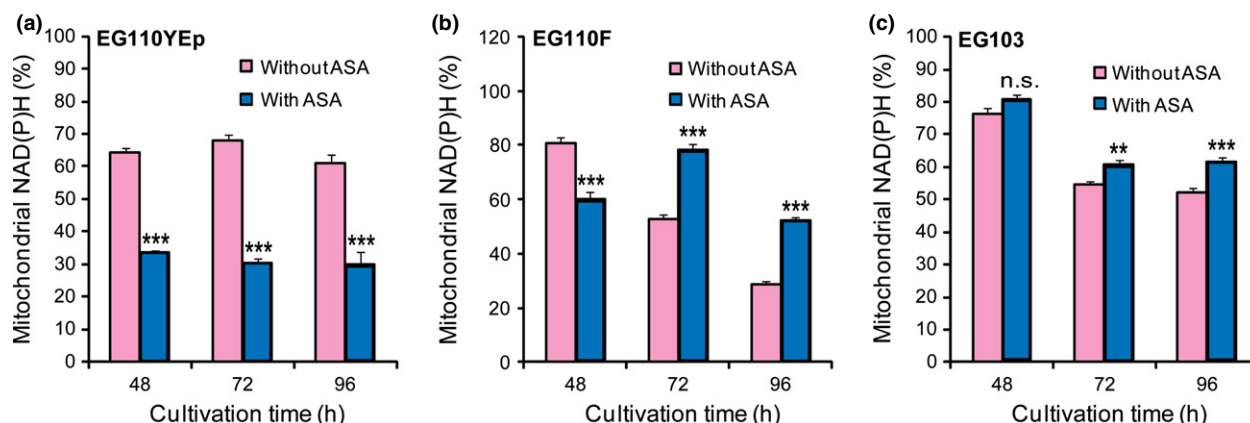 (a)
EG110YEp
Mitochondrial NAD(P)H (%)
100
90
80
70
60
50
40
30
20
10
0
Without ASA
With ASA
***
***
***
48 72 96
Cultivation time (h)
(b)
EG110F
Mitochondrial NAD(P)H (%)
120
100
80
60
40
20
0
Without ASA
With ASA
***
***
***
48 72 96
Cultivation time (h)
(c)
EG103
Mitochondrial NAD(P)H (%)
100
90
80
70
60
50
40
30
20
10
0
Without ASA
With ASA
n.s.
**
***
48 72 96
Cultivation time (h)